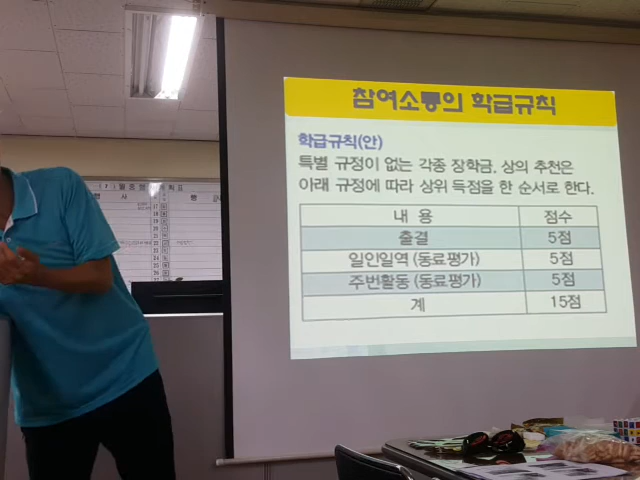 참여소통의 학급규칙
학급규칙(안)
특별 규정이 없는 각종 장학금, 상의 추천은
아래 규정에 따라 상위 득점을 한 순서로 한다.
내 용 점수
출결 5점
일인일역 (동료평가) 5점
주번활동 (동료평가) 5점
계 15점